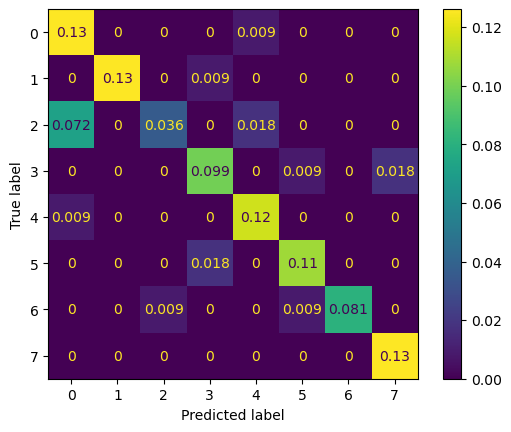 0 0.13 0 0 0 0.009 0 0 0
1 0 0.13 0 0.009 0 0 0 0
2 0.072 0 0.036 0 0.018 0 0 0
3 0 0 0 0.099 0 0.009 0 0.018
4 0.009 0 0 0 0.12 0 0 0
5 0 0 0 0.018 0 0.11 0 0
6 0 0 0.009 0 0 0.009 0.081 0
7 0 0 0 0 0 0 0 0.13
0 1 2 3 4 5 6 7
Predicted label
True label
0.12
0.10
0.08
0.06
0.04
0.02
0.00